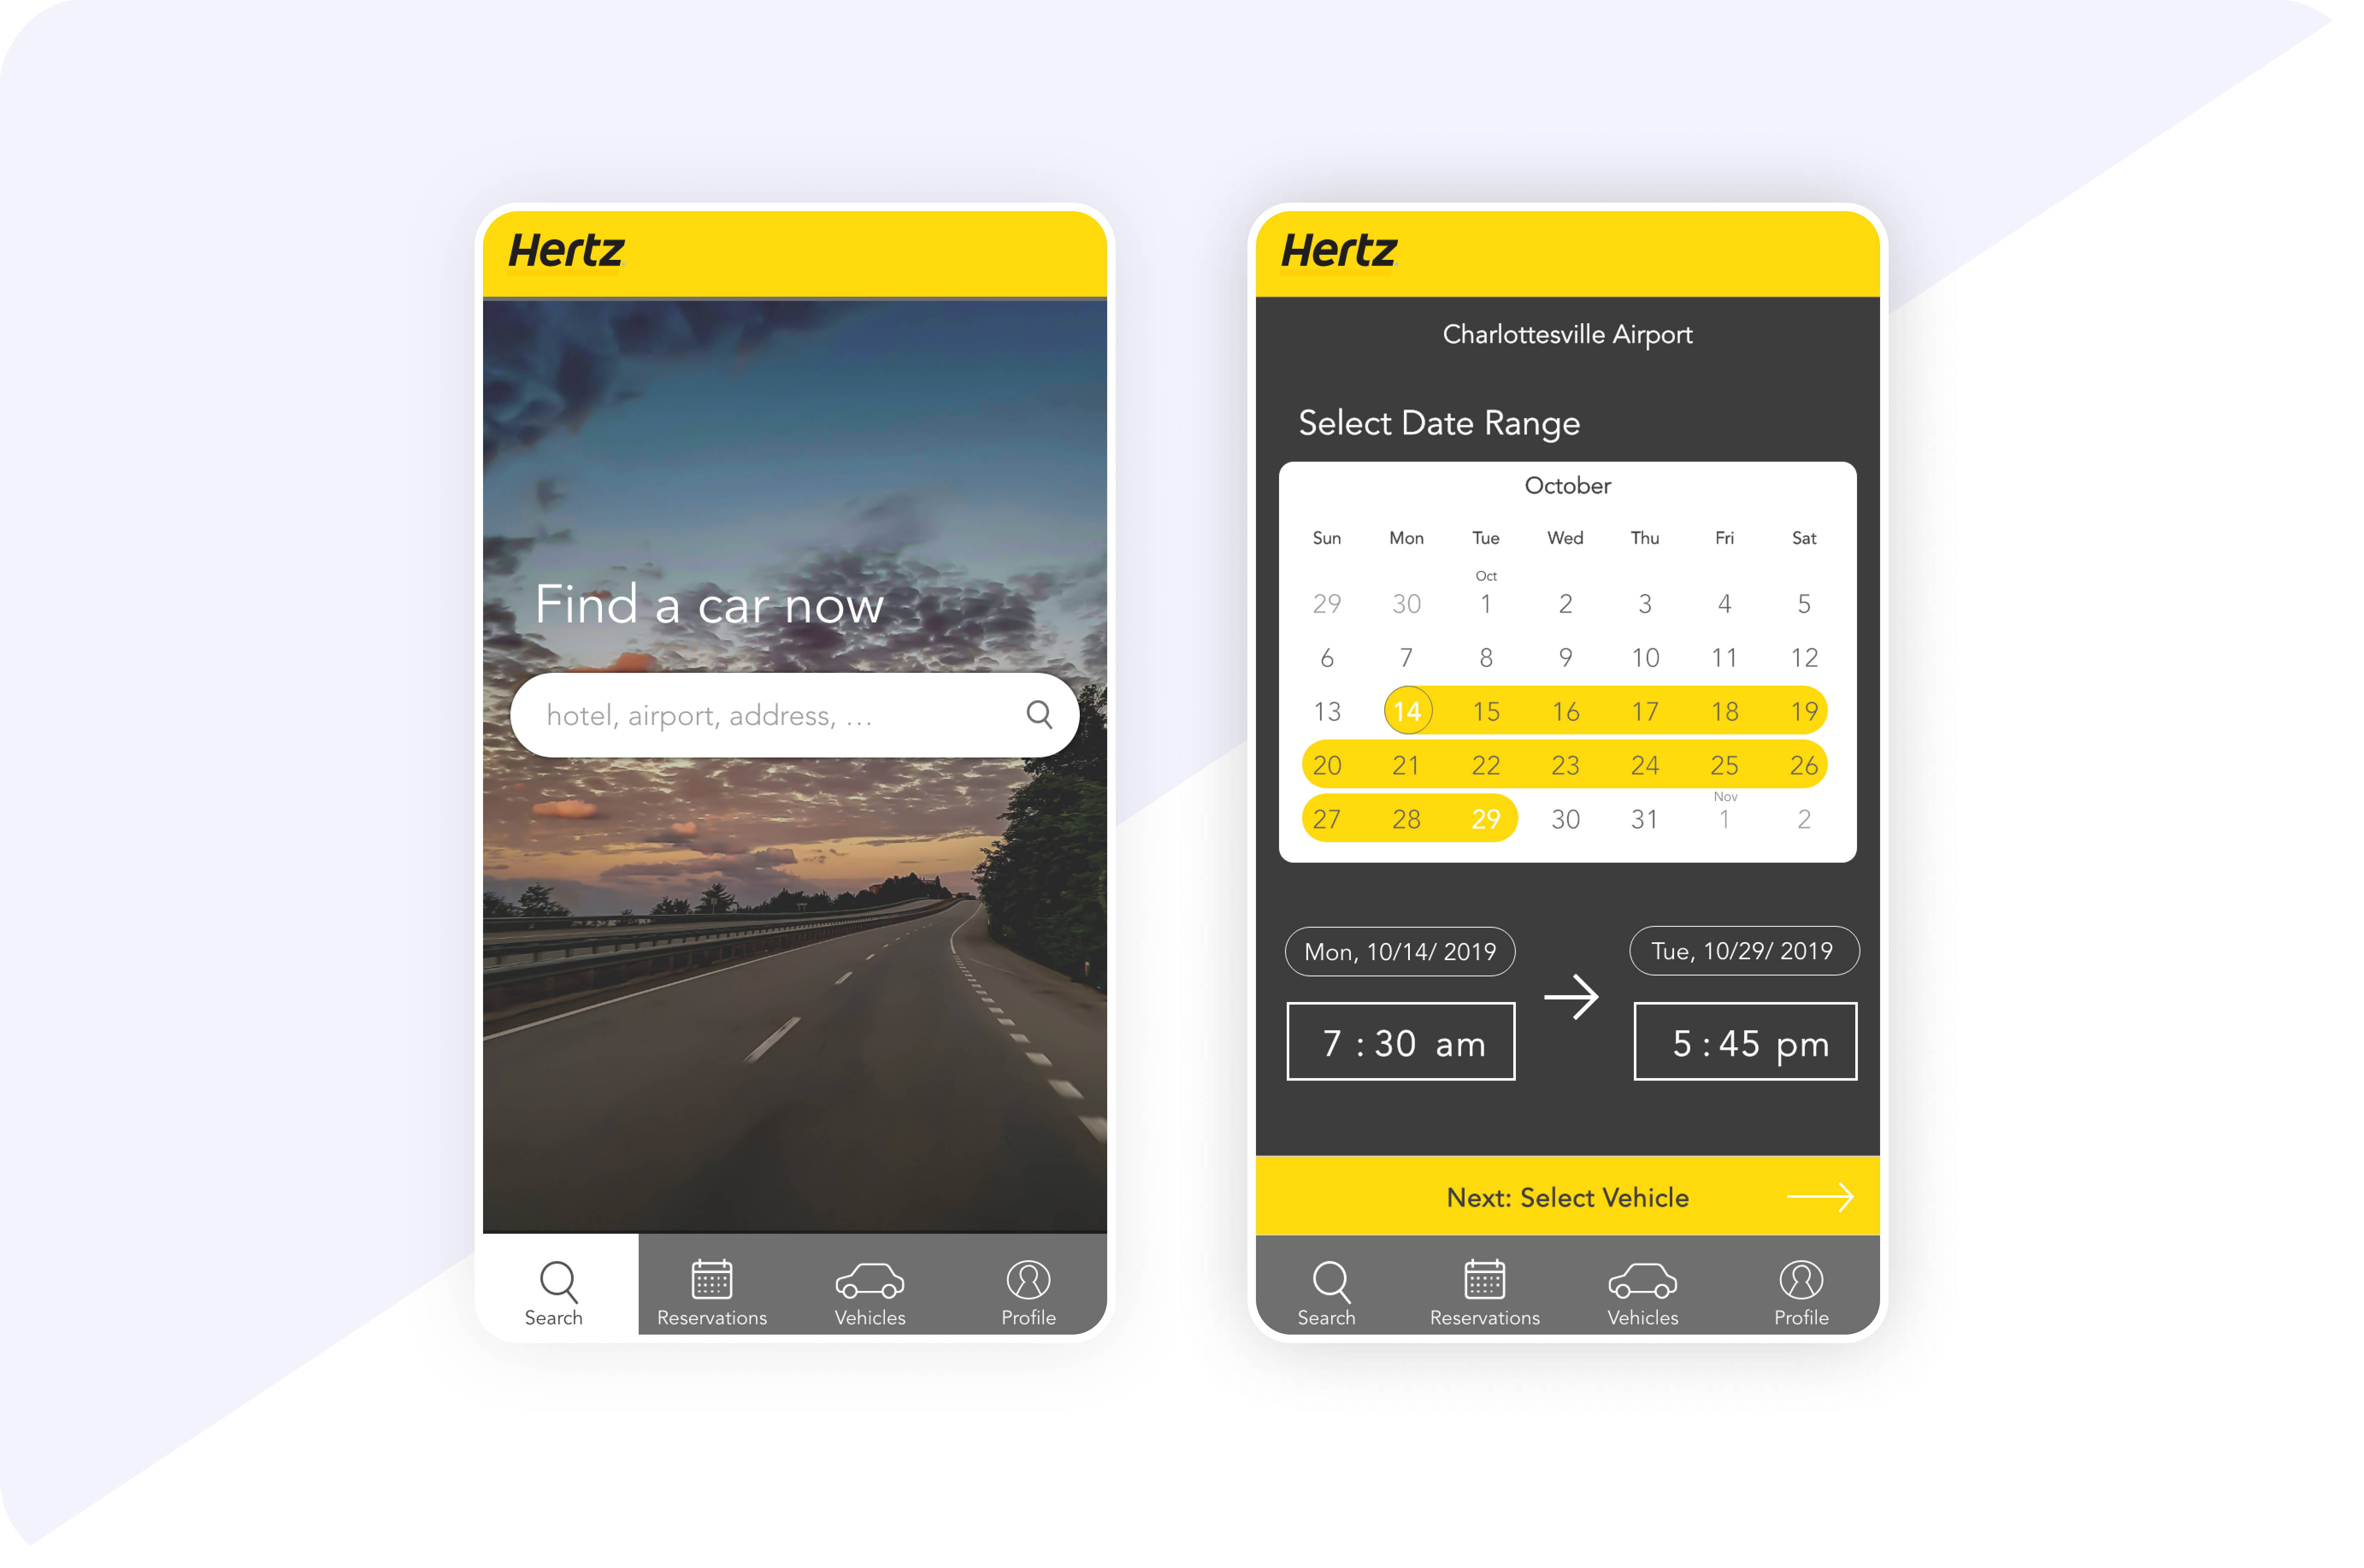 Hertz
Find a car now
hotel, airport, address, ...
Search Reservations Vehicles Profile
Hertz
Charlottesville Airport
Select Date Range
October
Sun Mon Tue Wed Thu Fri Sat
Oct
29 30 1 2 3 4 5
6 7 8 9 10 11 12
13 14 15 16 17 18 19
20 21 22 23 24 25 26
Nov
27 28 29 30 31 1 2
Mon, 10/14/ 2019 Tue, 10/29/ 2019
7 : 30 am 5 : 45 pm
Next: Select Vehicle
Search Reservations Vehicles Profile